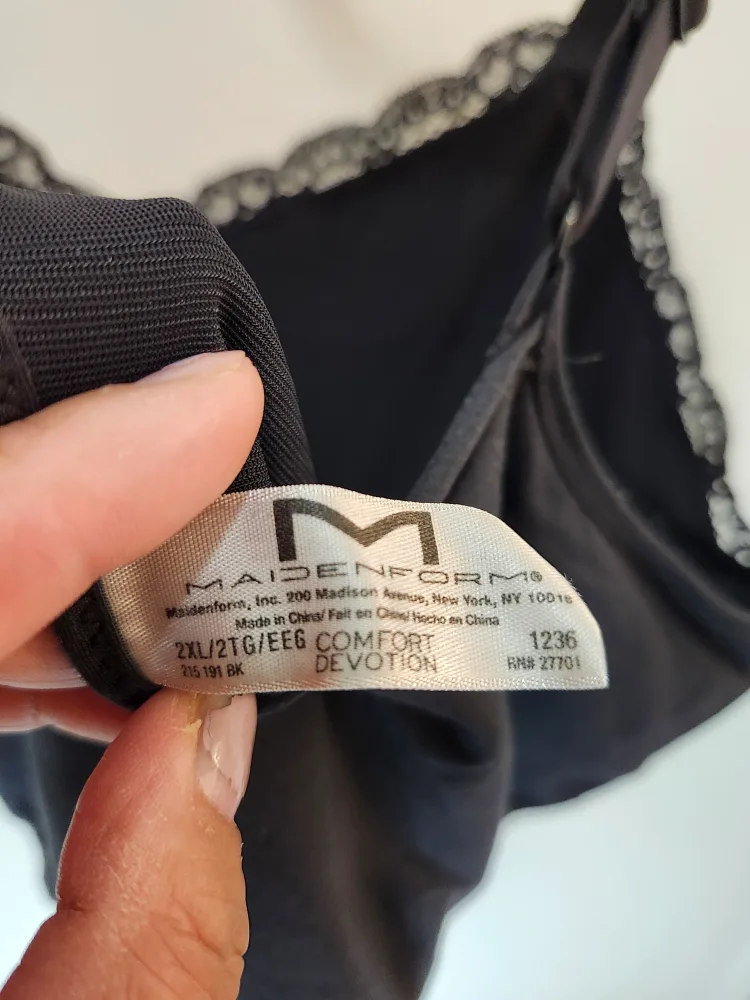 M
MAIDENFORM®
Maidenform, Inc. 200 Madison Avenue, New York, NY 10016
Made in China/ Fait en Chine/ Hecho en China
2XL/2TG/EEG COMFORT DEVOTION 1236
215 191 BK RN# 27701